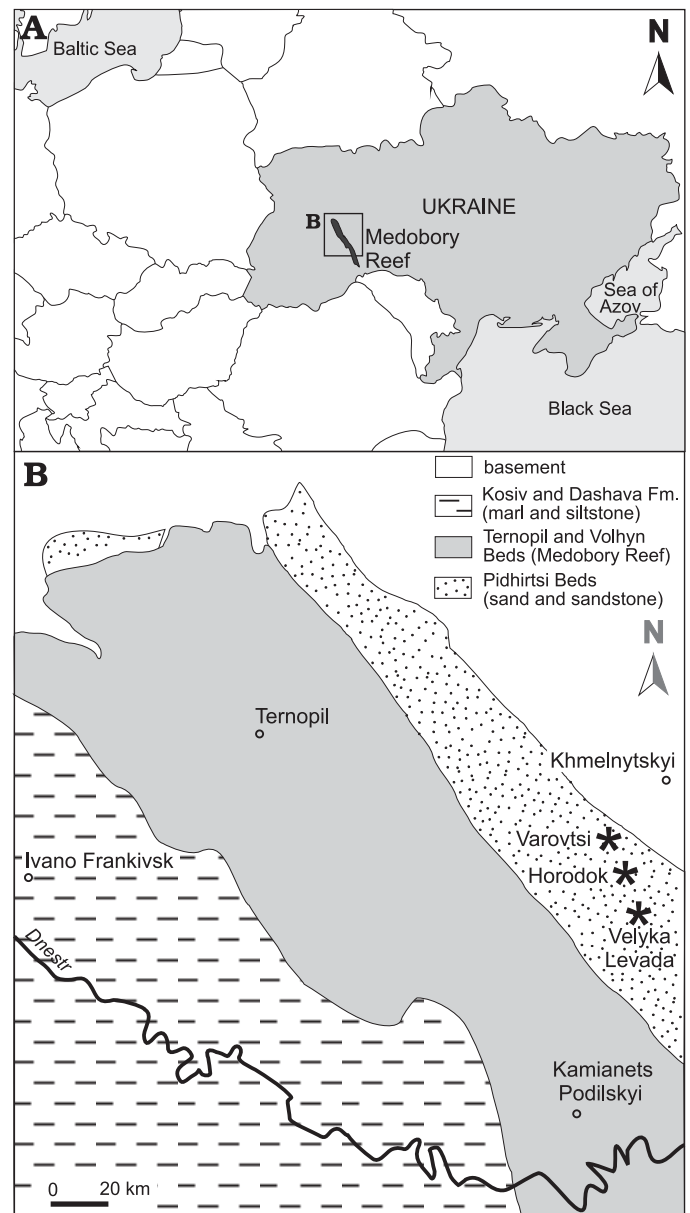 A
Baltic Sea
N
UKRAINE
B
Medobory
Reef
Sea of
Azov
Black Sea
B
basement
Kosiv and Dashava Fm.
(marl and siltstone)
Ternopil and Volhyn
Beds (Medobory Reef)
Pidhirtsi Beds
(sand and sandstone)
N
Ternopil
Khmelnytskyi
Varovtsi
Ivano Frankivsk
Horodok
Velyka
Levada
Dnestr
Kamianets
Podilskyi
0 20 km